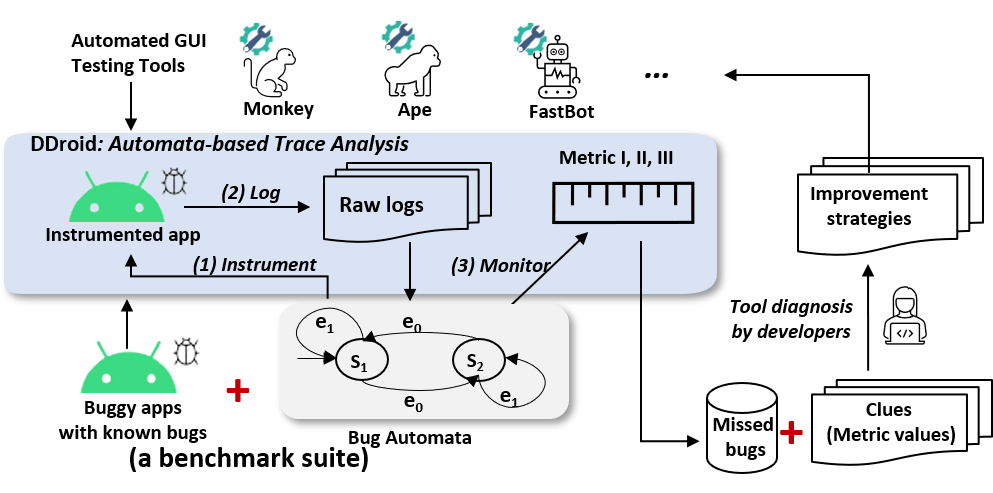 Automated GUI
Testing Tools
Monkey
Ape
FastBot
...
DDroid: Automata-based Trace Analysis
Instrumented app
(2) Log
Raw logs
Metric I, II, III
(1) Instrument
(3) Monitor
Improvement
strategies
Tool diagnosis
by developers
</>
Buggy apps
with known bugs
+
e1
e0
S1
S2
e0
e1
Bug Automata
(a benchmark suite)
Missed
bugs
+
Clues
(Metric values)